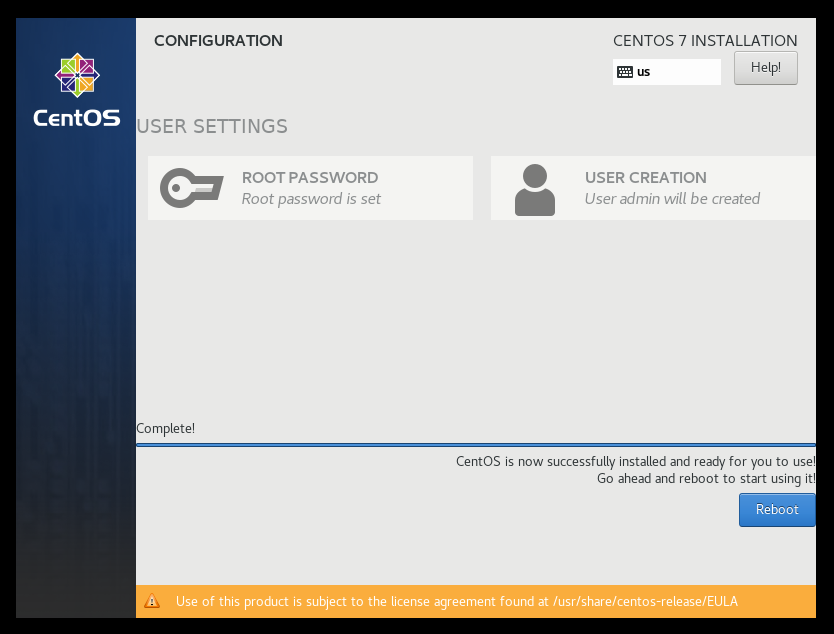 CONFIGURATION
CENTOS 7 INSTALLATION
us
Help!
CentOS
USER SETTINGS
ROOT PASSWORD
Root password is set
USER CREATION
User admin will be created
Complete!
CentOS is now successfully installed and ready for you to use!
Go ahead and reboot to start using it!
Reboot
Use of this product is subject to the license agreement found at /usr/share/centos-release/EULA